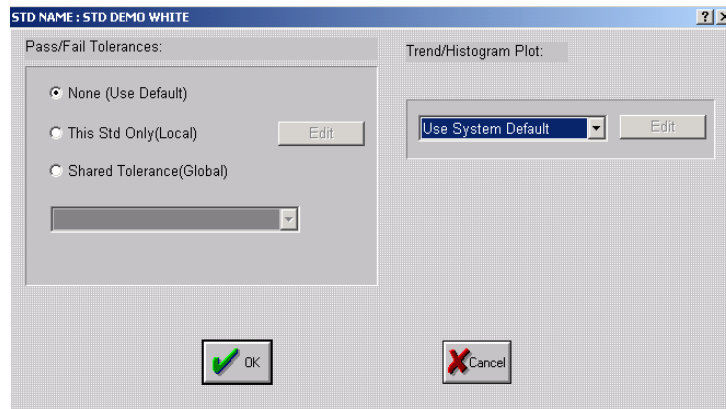 STD NAME : STD DEMO WHITE
Pass/Fail Tolerances:
None (Use Default)
This Std Only(Local)
Edit
Shared Tolerance(Global)
Trend/Histogram Plot:
Use System Default
Edit
OK
Cancel